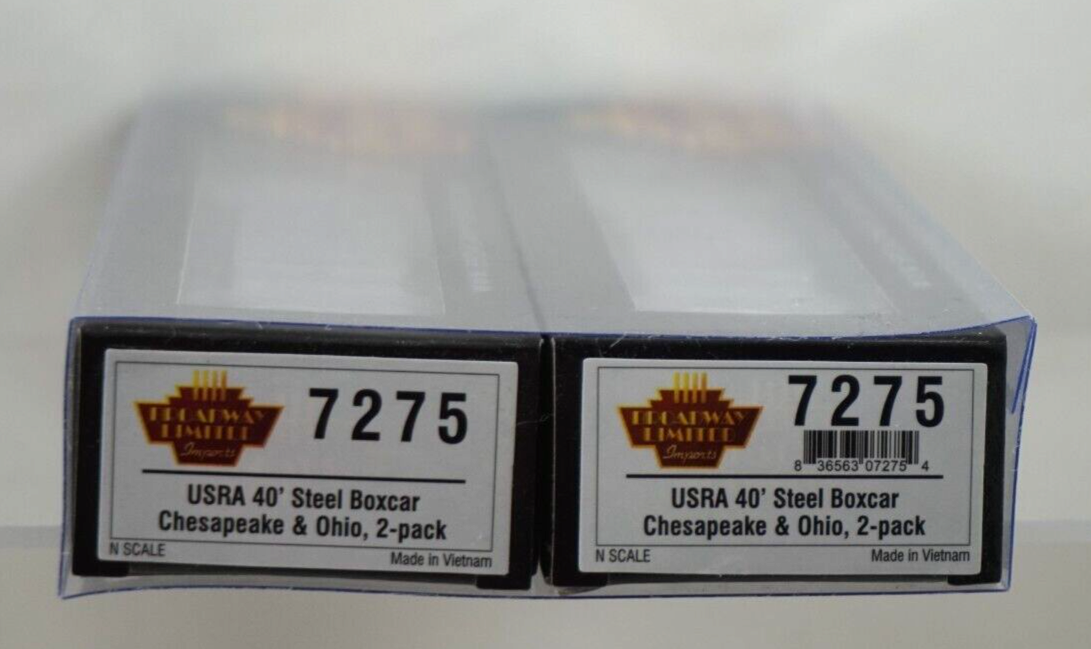 BROADWAY
LIMITED
Imports
7275
USRA 40' Steel Boxcar
Chesapeake & Ohio, 2-pack
N SCALE
Made in Vietnam
BROADWAY
LIMITED
Imports
7275
8 36563 07275 4
USRA 40' Steel Boxcar
Chesapeake & Ohio, 2-pack
N SCALE
Made in Vietnam